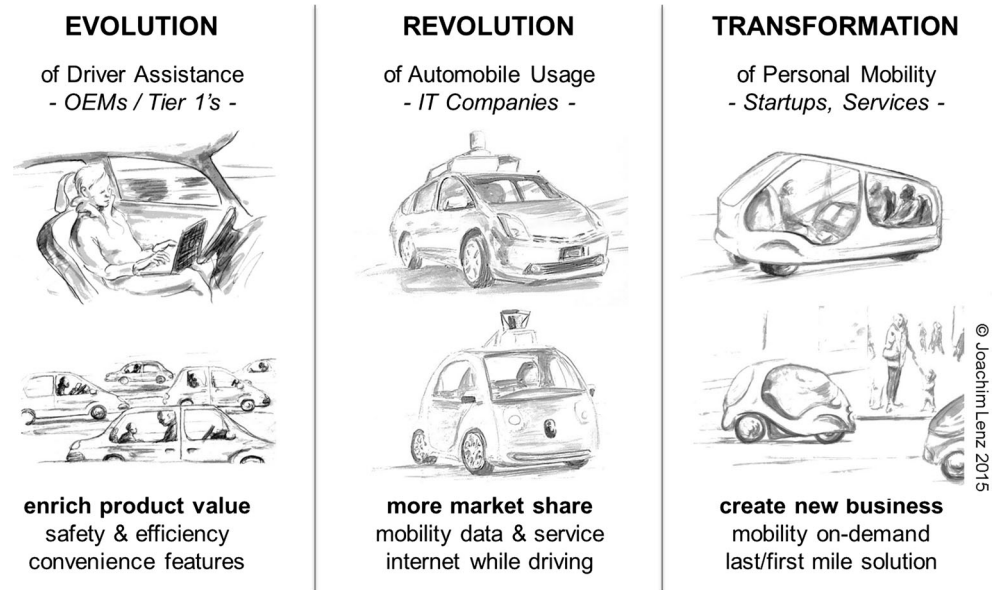 EVOLUTION
of Driver Assistance
- OEMs / Tier 1's -
enrich product value
safety & efficiency
convenience features
REVOLUTION
of Automobile Usage
- IT Companies -
more market share
mobility data & service
internet while driving
TRANSFORMATION
of Personal Mobility
- Startups, Services -
create new business
mobility on-demand
last/first mile solution
© Joachim Lenz 2015